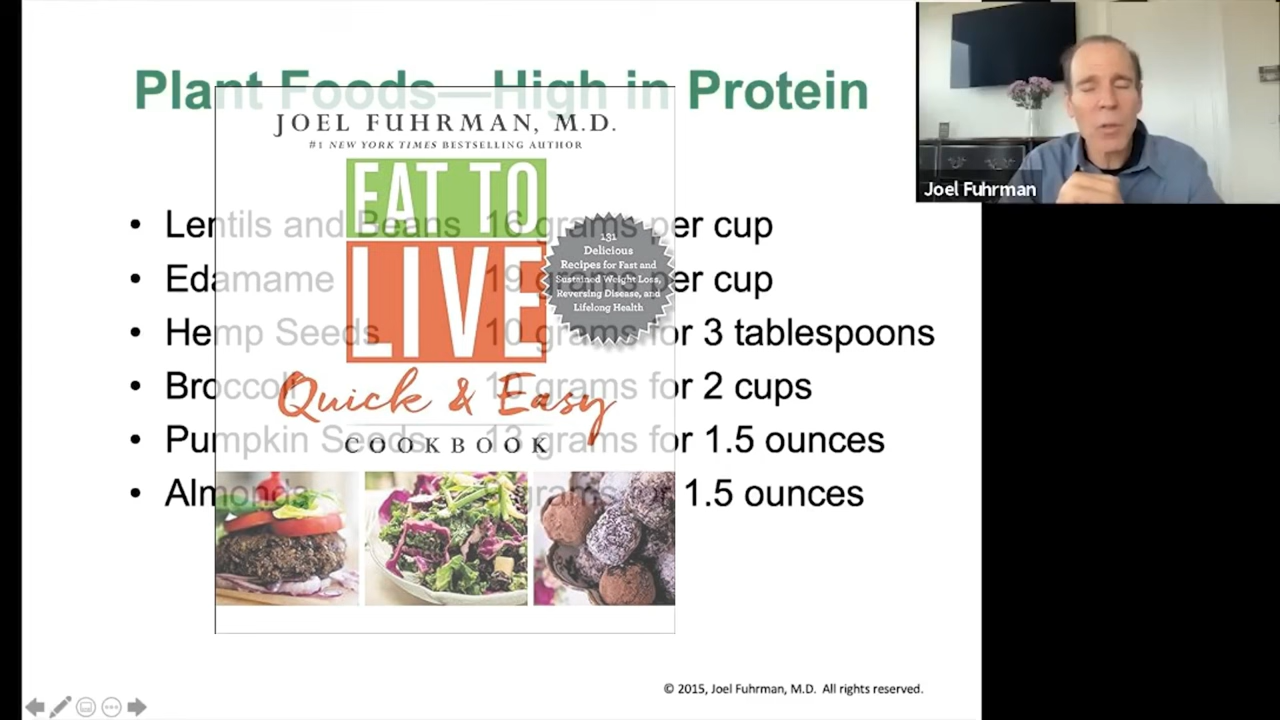 Plant Foods—High in Protein
JOEL FUHRMAN, M.D.
#1 NEW YORK TIMES BESTSELLING AUTHOR
EAT TO
LIVE
Quick & Easy
COOKBOOK
131
Delicious
Recipes for Fast and
Sustained Weight Loss,
Reversing Disease, and
Lifelong Health
• Lentils and Beans 16 grams per cup
• Edamame 19 grams per cup
• Hemp Seeds 10 grams for 3 tablespoons
• Broccoli 10 grams for 2 cups
• Pumpkin Seeds 13 grams for 1.5 ounces
• Almonds grams for 1.5 ounces
Joel Fuhrman
© 2015, Joel Fuhrman, M.D. All rights reserved.